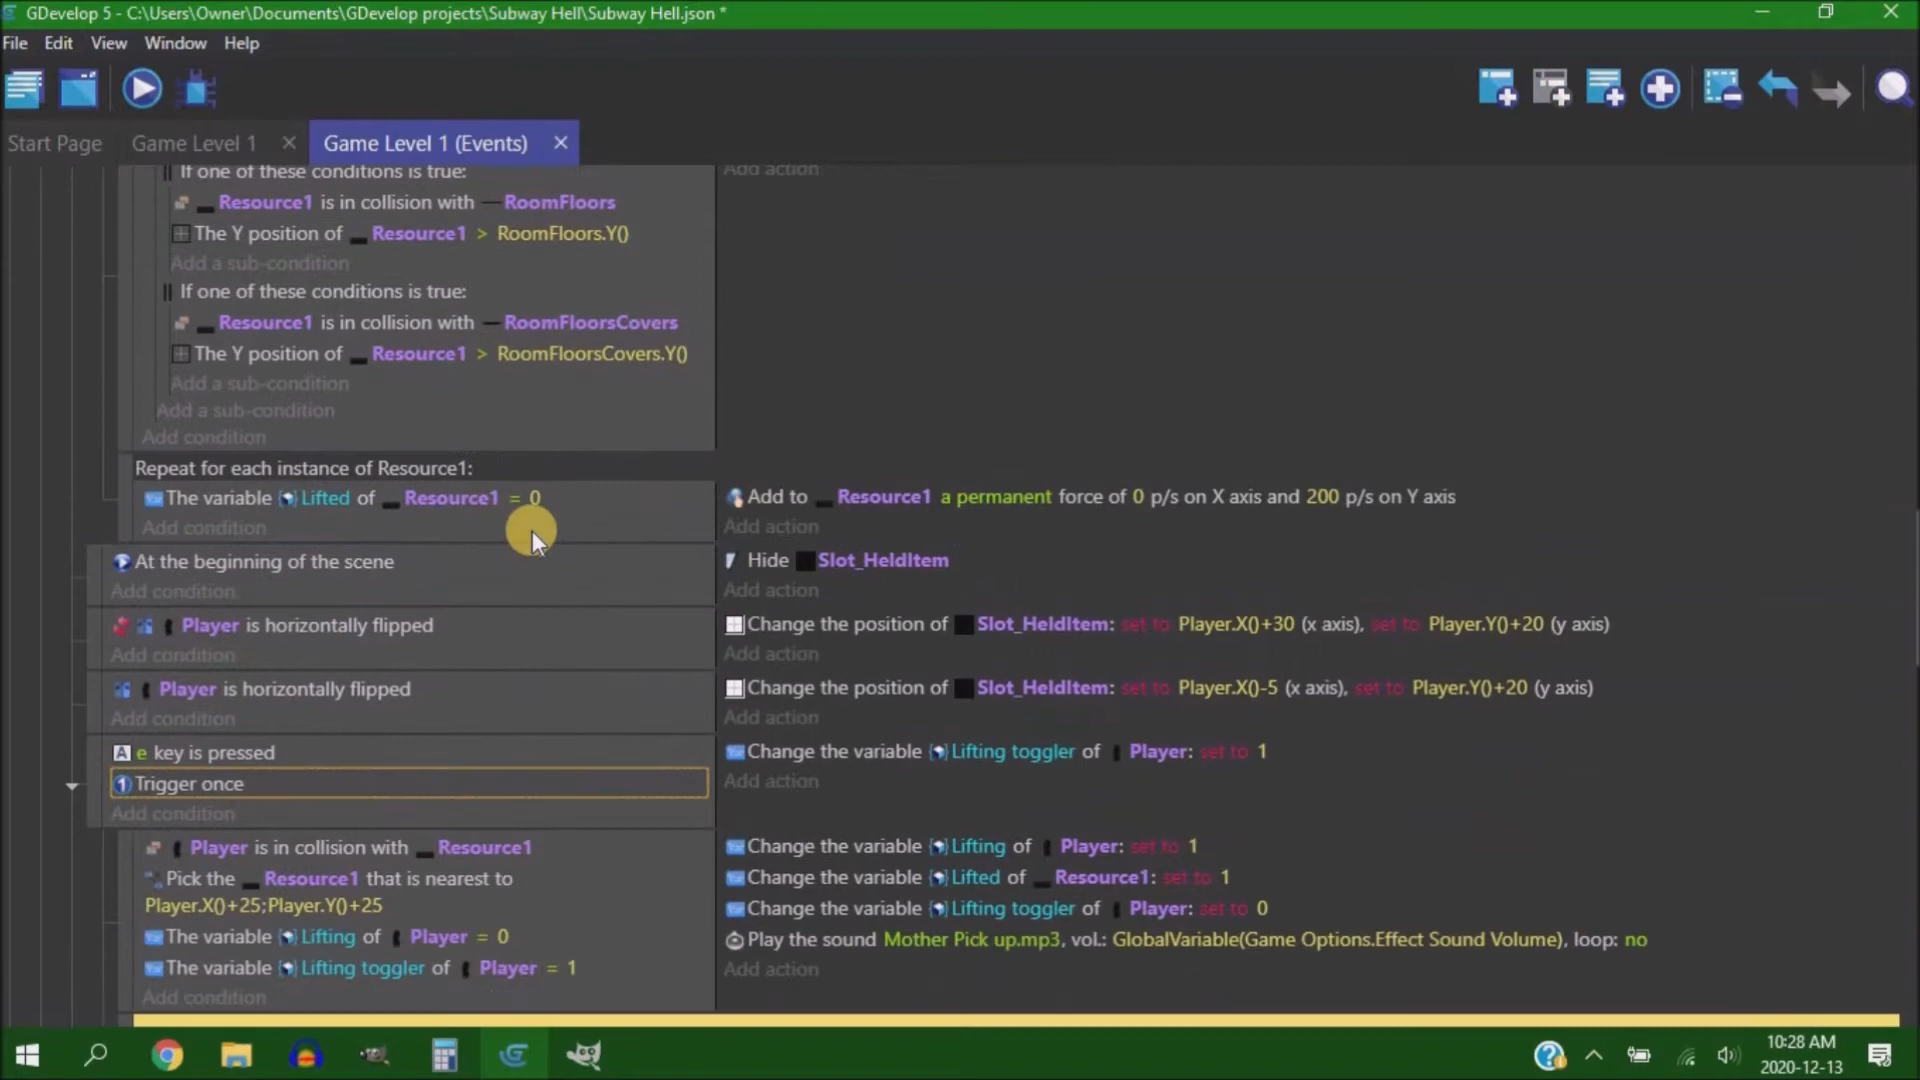 GDevelop 5 - C:\Users\Owner\Documents\GDevelop projects\Subway Hell\Subway Hell.json *
File Edit View Window Help
Start Page Game Level 1 Game Level 1 (Events)
If one of these conditions is true:
Add action
Resource1 is in collision with RoomFloors
The Y position of Resource1 > RoomFloors.Y()
Add a sub-condition
If one of these conditions is true:
Resource1 is in collision with RoomFloorsCovers
The Y position of Resource1 > RoomFloorsCovers.Y()
Add a sub-condition
Add a sub-condition
Add condition
Repeat for each instance of Resource1:
The variable Lifted of Resource1 = 0
Add condition
Add to Resource1 a permanent force of 0 p/s on X axis and 200 p/s on Y axis
Add action
At the beginning of the scene
Add condition
Hide Slot_HeldItem
Add action
Player is horizontally flipped
Add condition
Change the position of Slot_HeldItem: set to Player.X()+30 (x axis), set to Player.Y()+20 (y axis)
Add action
Player is horizontally flipped
Add condition
Change the position of Slot_HeldItem: set to Player.X()-5 (x axis), set to Player.Y()+20 (y axis)
Add action
A e key is pressed
1 Trigger once
Add condition
Change the variable Lifting toggler of Player: set to 1
Add action
Player is in collision with Resource1
Pick the Resource1 that is nearest to
Player.X()+25;Player.Y()+25
The variable Lifting of Player = 0
The variable Lifting toggler of Player = 1
Add condition
Change the variable Lifting of Player: set to 1
Change the variable Lifted of Resource1: set to 1
Change the variable Lifting toggler of Player: set to 0
Play the sound Mother Pick up.mp3, vol.: GlobalVariable(Game Options.Effect Sound Volume), loop: no
Add action
10:28 AM
2020-12-13